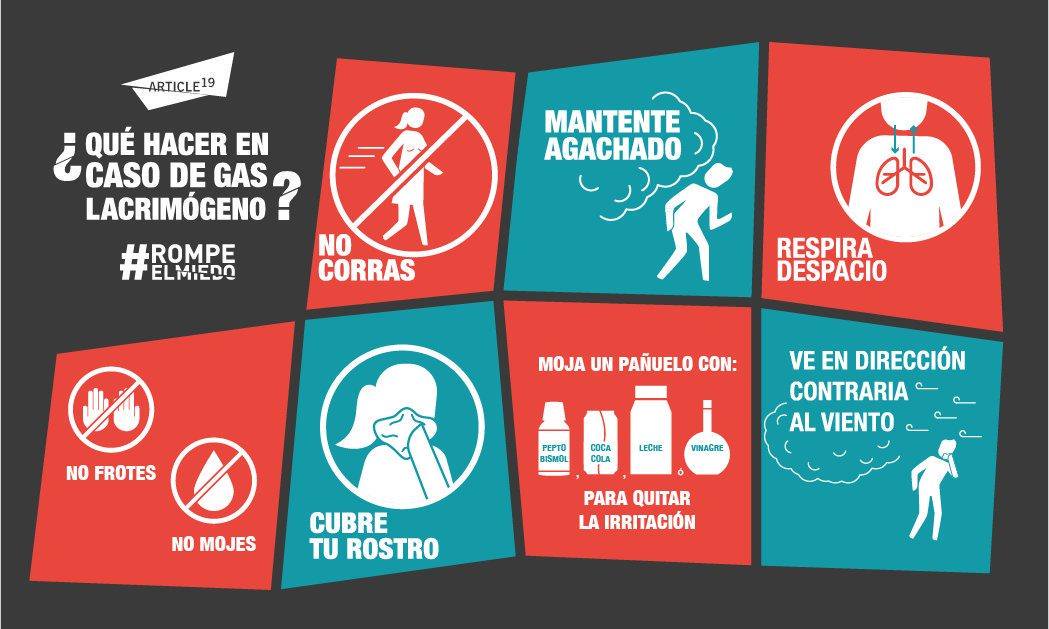 ARTICLE 19
¿QUÉ HACER EN
CASO DE GAS
LACRIMÓGENO?
#ROMPE
ELMIEDO
NO
CORRAS
MANTENTE
AGACHADO
RESPIRA
DESPACIO
NO FROTES
NO MOJES
CUBRE
TU ROSTRO
MOJA UN PAÑUELO CON:
PEPTO
BISMOL,
COCA
COLA,
LECHE
ó
VINAGRE
PARA QUITAR
LA IRRITACIÓN
VE EN DIRECCIÓN
CONTRARIA
AL VIENTO